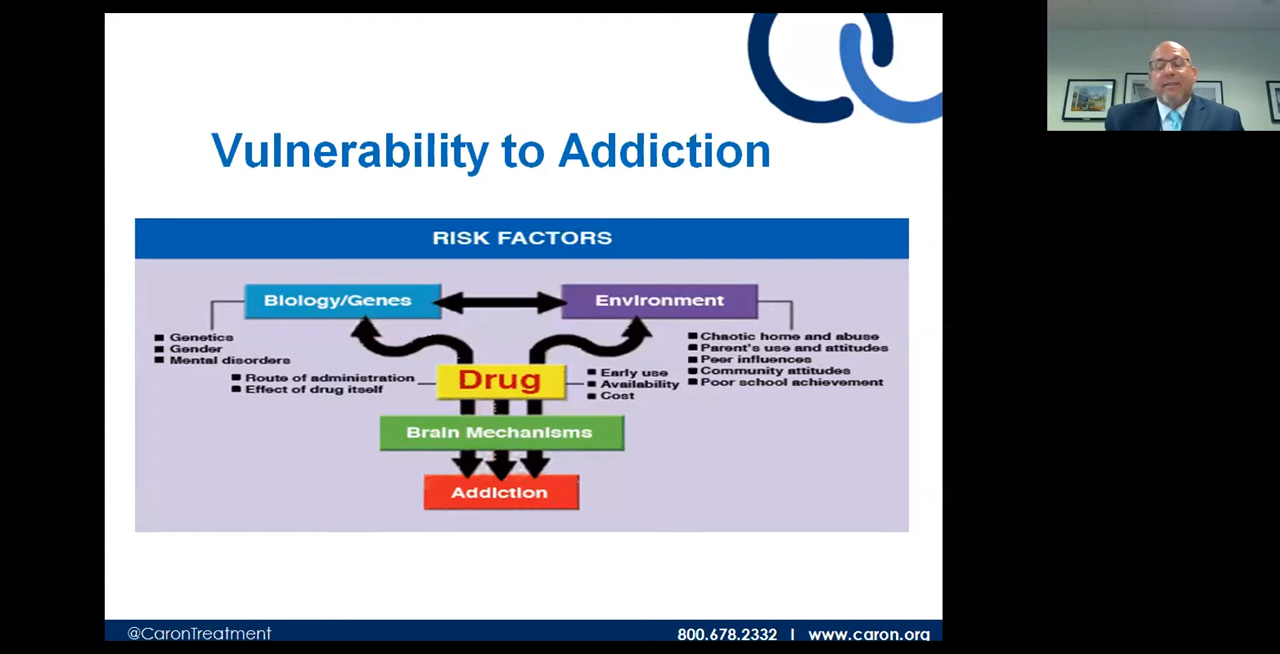 Vulnerability to Addiction
RISK FACTORS
Biology/Genes
Environment
Genetics
Gender
Mental disorders
Chaotic home and abuse
Parent's use and attitudes
Peer influences
Community attitudes
Poor school achievement
Route of administration
Effect of drug itself
Drug
Early use
Availability
Cost
Brain Mechanisms
Addiction
@CaronTreatment
800.678.2332 | www.caron.org